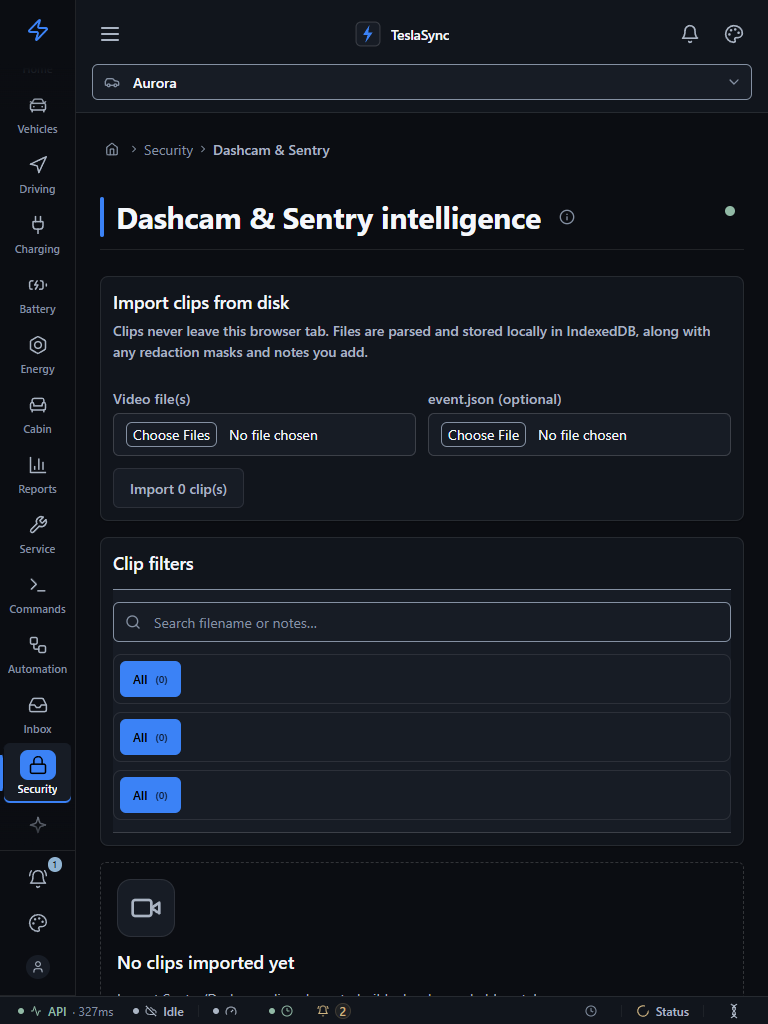 TeslaSync
Aurora
Vehicles
Driving
Charging
Battery
Energy
Cabin
Reports
Service
Commands
Automation
Inbox
Security
1
Security
Dashcam & Sentry
Dashcam & Sentry intelligence
Import clips from disk
Clips never leave this browser tab. Files are parsed and stored locally in IndexedDB, along with
any redaction masks and notes you add.
Video file(s)
event.json (optional)
Choose Files No file chosen
Choose File No file chosen
Import 0 clip(s)
Clip filters
Search filename or notes...
All (0)
All (0)
All (0)
No clips imported yet
API · 327ms
Idle
2
Status